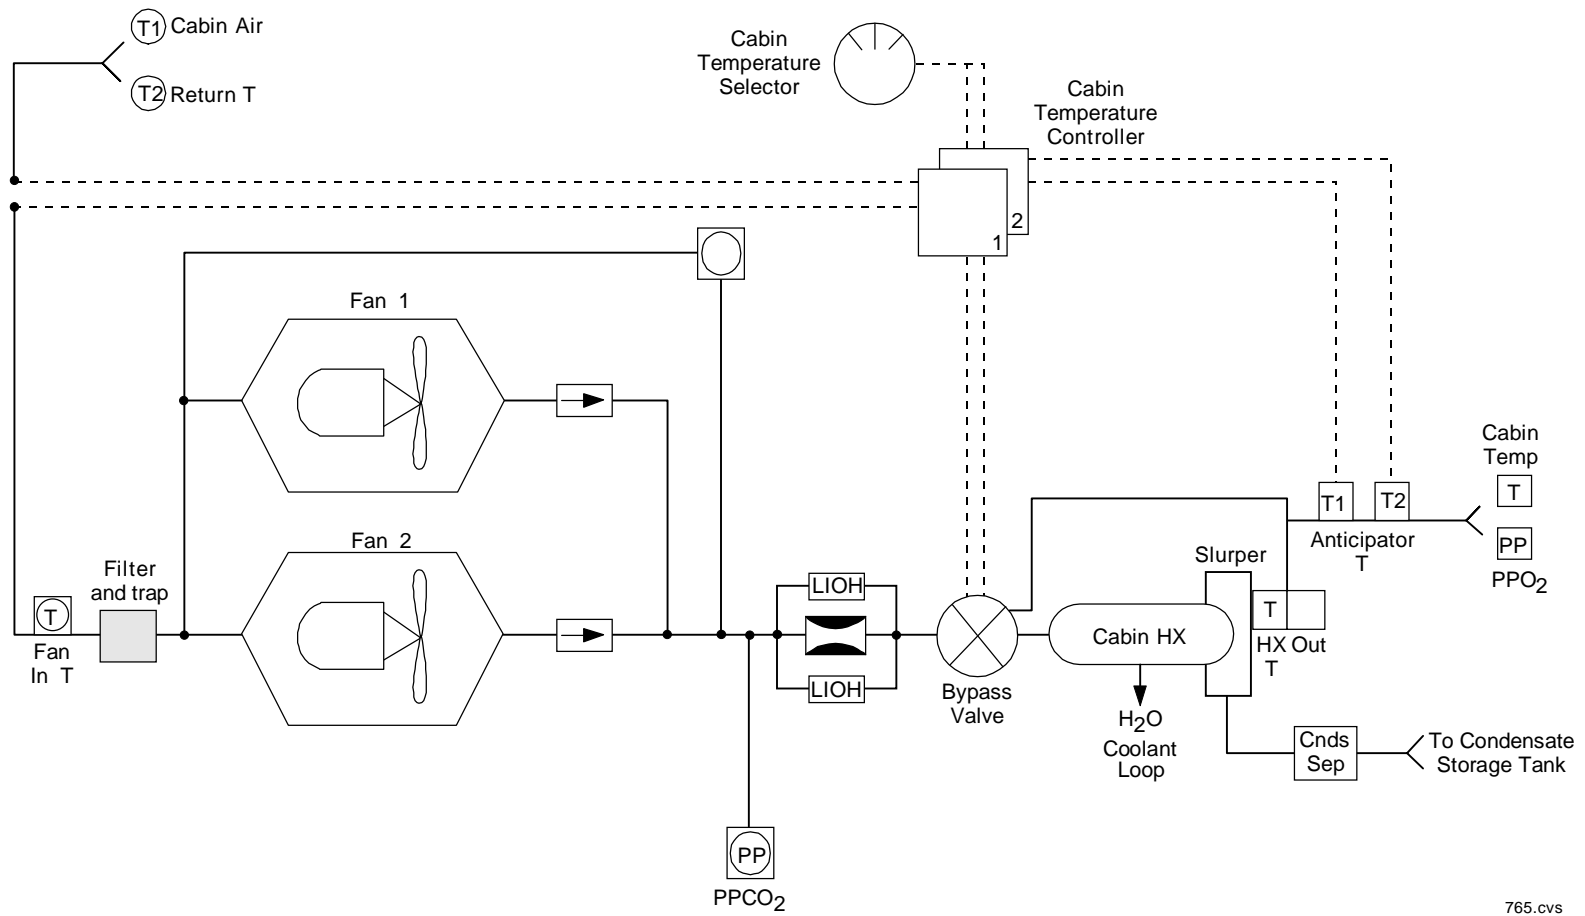 T1 Cabin Air
T2 Return T
Cabin
Temperature
Selector
Cabin
Temperature
Controller
2
1
Fan 1
Fan 2
Filter
and trap
T
Fan
In T
LIOH
LIOH
PP
PPCO2
Bypass
Valve
Cabin HX
H2O
Coolant
Loop
Slurper
T
HX Out
T
T1
T2
Anticipator
T
Cabin
Temp
T
PP
PPO2
Cnds
Sep
To Condensate
Storage Tank
765.cvs